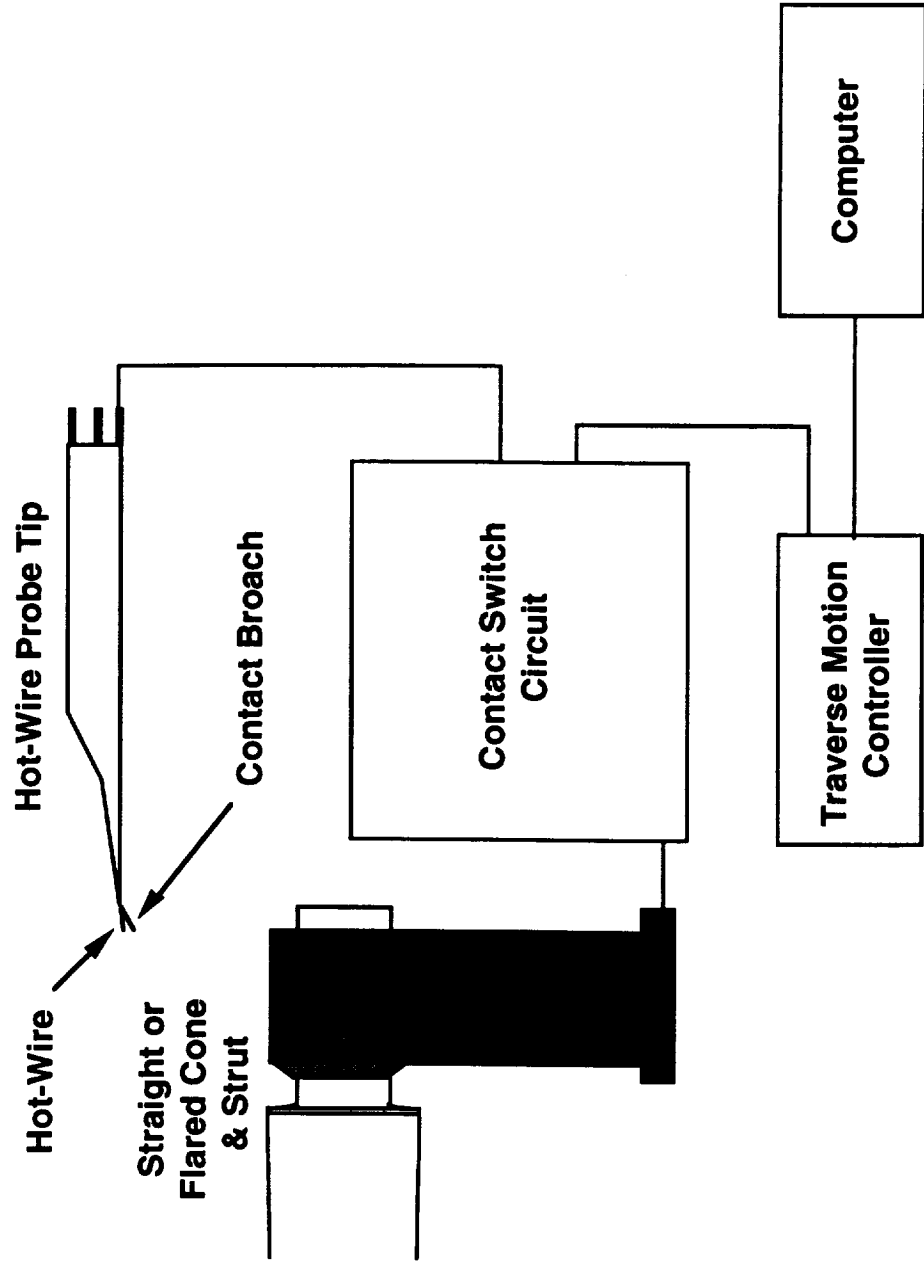 Hot-Wire Probe Tip
Hot-Wire
Contact Broach
Straight or
Flared Cone
& Strut
Contact Switch
Circuit
Traverse Motion
Controller
Computer